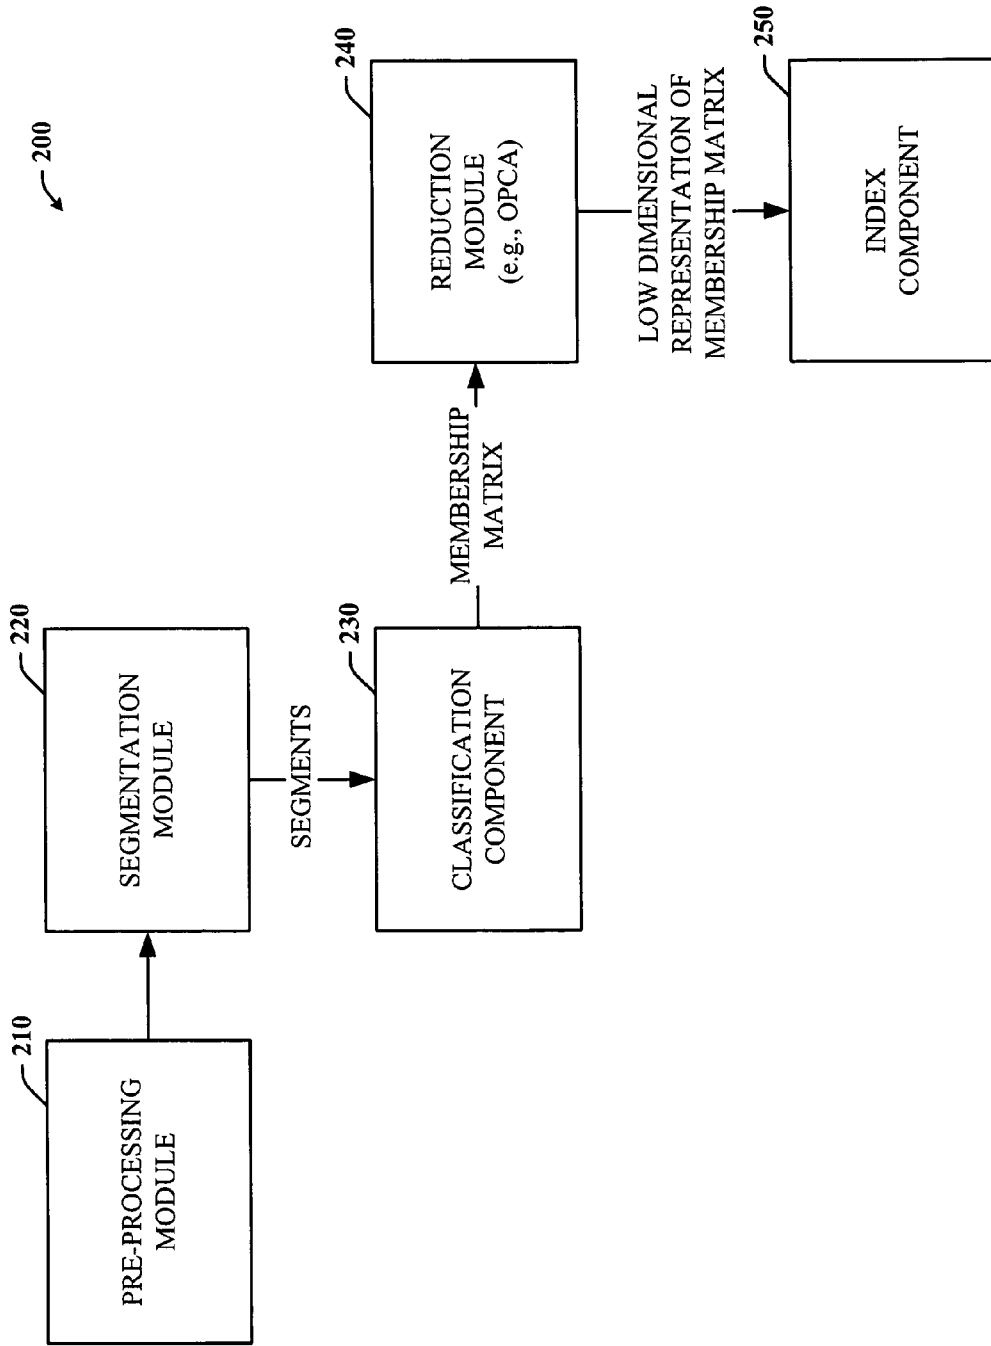 200
210
PRE-PROCESSING
MODULE
220
SEGMENTATION
MODULE
SEGMENTS
230
CLASSIFICATION
COMPONENT
MEMBERSHIP
MATRIX
240
REDUCTION
MODULE
(e.g., OPCA)
LOW DIMENSIONAL
REPRESENTATION OF
MEMBERSHIP MATRIX
250
INDEX
COMPONENT